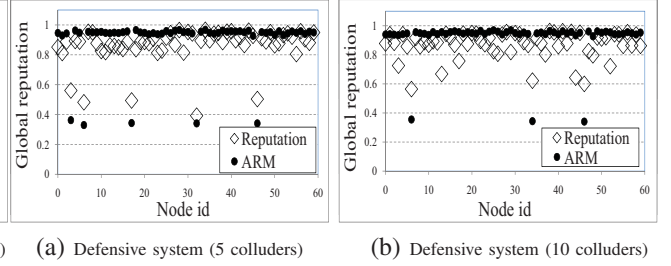 Global reputation
1
0.8
0.6
0.4
0.2
0
0 10 20 30 40 50 60
Node id
Reputation
ARM
Global reputation
1
0.8
0.6
0.4
0.2
0
0 10 20 30 40 50 60
Node id
Reputation
ARM
) (a) Defensive system (5 colluders) (b) Defensive system (10 colluders)